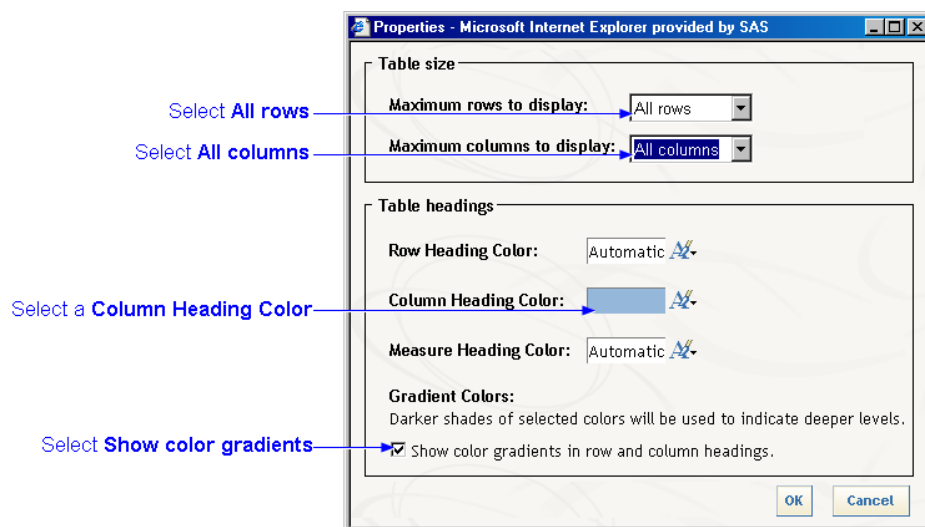 Properties - Microsoft Internet Explorer provided by SAS
Table size
Select All rows
Maximum rows to display: All rows
Select All columns
Maximum columns to display: All columns
Table headings
Row Heading Color: Automatic
Select a Column Heading Color
Column Heading Color:
Measure Heading Color: Automatic
Gradient Colors:
Darker shades of selected colors will be used to indicate deeper levels.
Select Show color gradients
Show color gradients in row and column headings.
OK Cancel